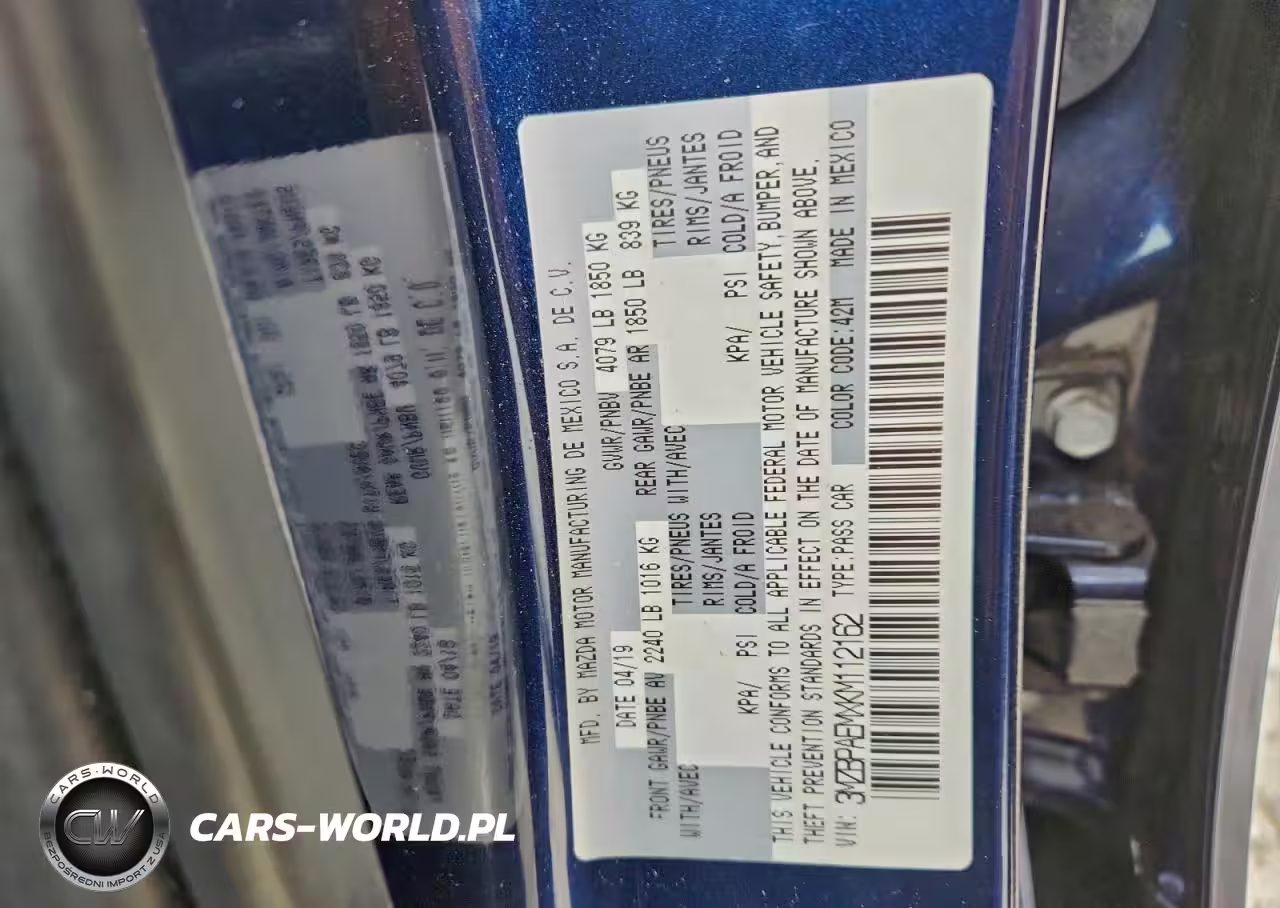 MFD. BY MAZDA MOTOR MANUFACTURING DE MEXICO S.A. DE C.V.
DATE 04/19 GVWR/PNBV 4079 LB 1850 KG
FRONT GAWR/PNBE AV 2240 LB 1016 KG REAR GAWR/PNBE AR 1850 LB 839 KG
WITH/AVEC TIRES/PNEUS WITH/AVEC TIRES/PNEUS
RIMS/JANTES RIMS/JANTES
KPA/ PSI COLD/A FROID KPA/ PSI COLD/A FROID
THIS VEHICLE CONFORMS TO ALL APPLICABLE FEDERAL MOTOR VEHICLE SAFETY, BUMPER, AND
THEFT PREVENTION STANDARDS IN EFFECT ON THE DATE OF MANUFACTURE SHOWN ABOVE.
VIN: 3MZBPAEMXKM112162 TYPE:PASS CAR COLOR CODE:42M MADE IN MEXICO
CARS-WORLD
CW
BEZPOŚREDNI IMPORT Z USA
CARS-WORLD.PL